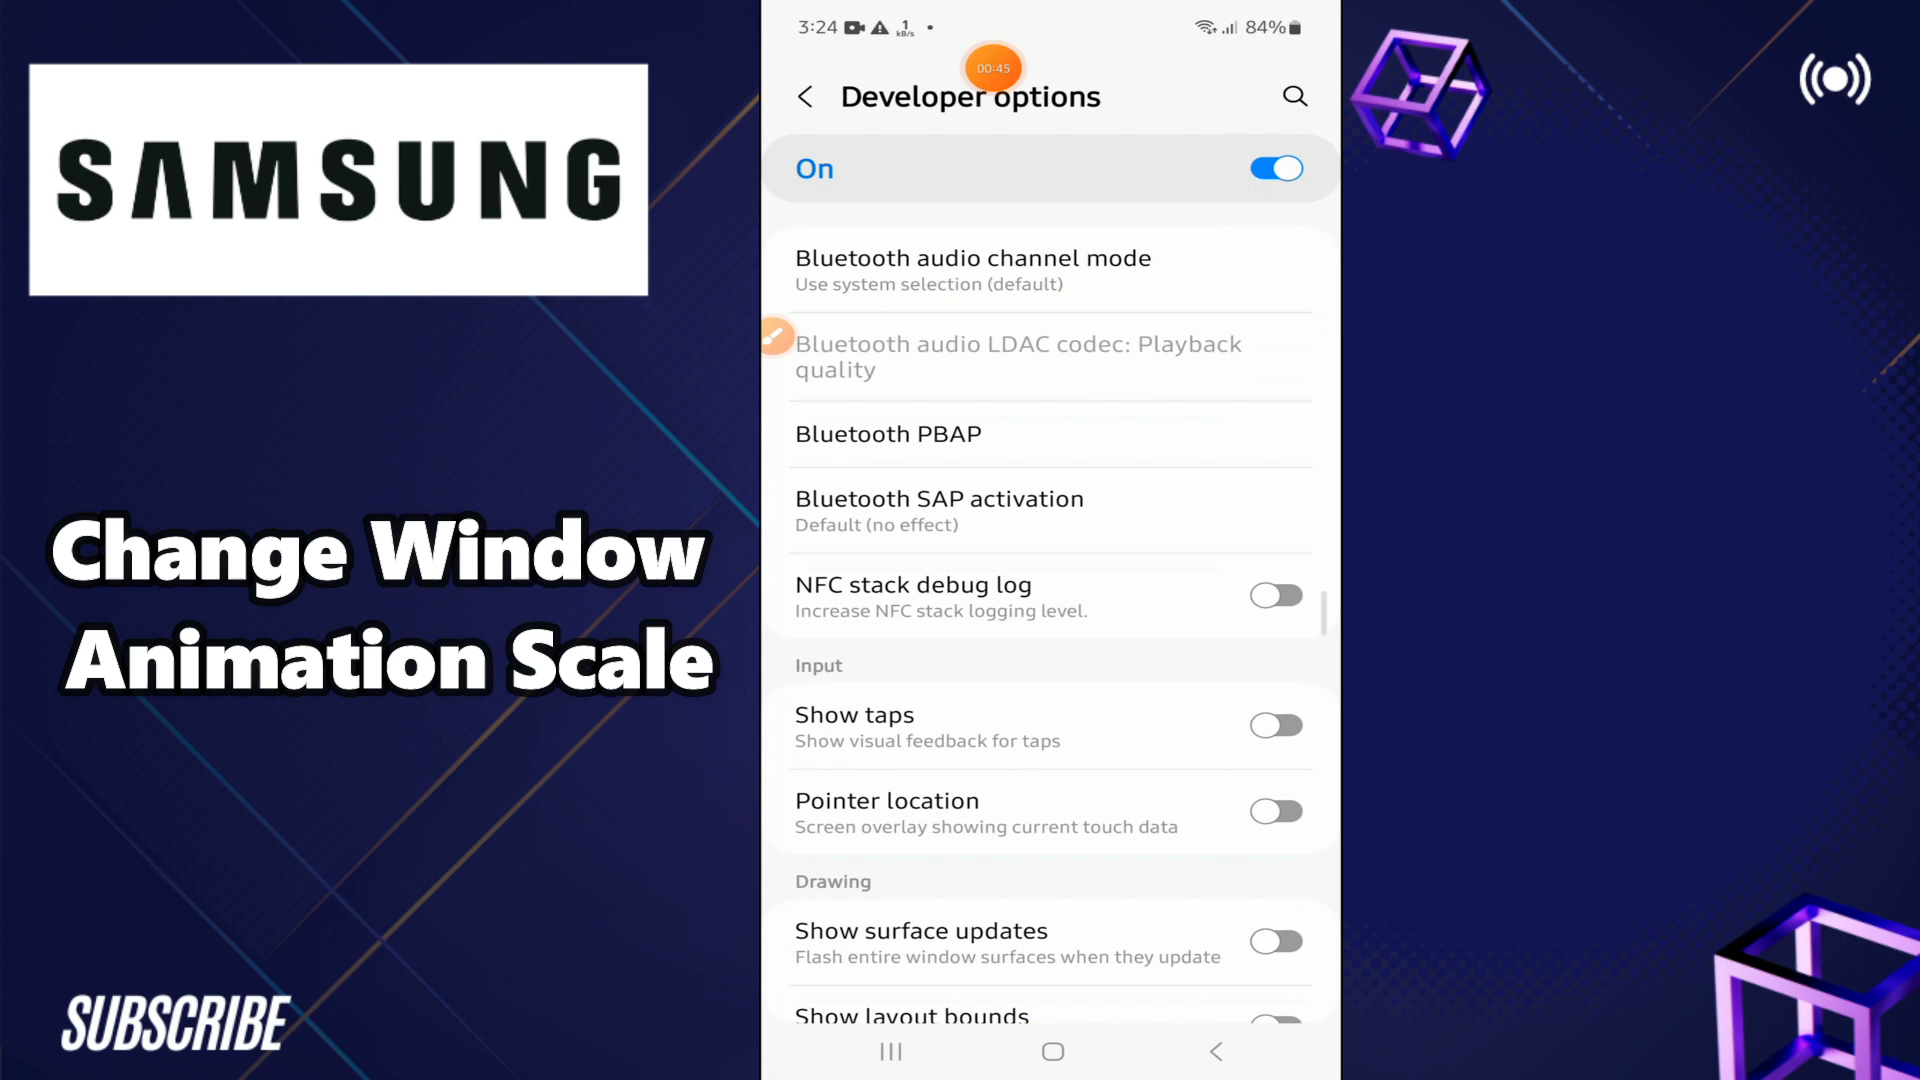 SAMSUNG
Change Window
Animation Scale
SUBSCRIBE
3:24 1 kB/s 84%
00:45
Developer options
On
Bluetooth audio channel mode
Use system selection (default)
Bluetooth audio LDAC codec: Playback
quality
Bluetooth PBAP
Bluetooth SAP activation
Default (no effect)
NFC stack debug log
Increase NFC stack logging level.
Input
Show taps
Show visual feedback for taps
Pointer location
Screen overlay showing current touch data
Drawing
Show surface updates
Flash entire window surfaces when they update
Show layout bounds